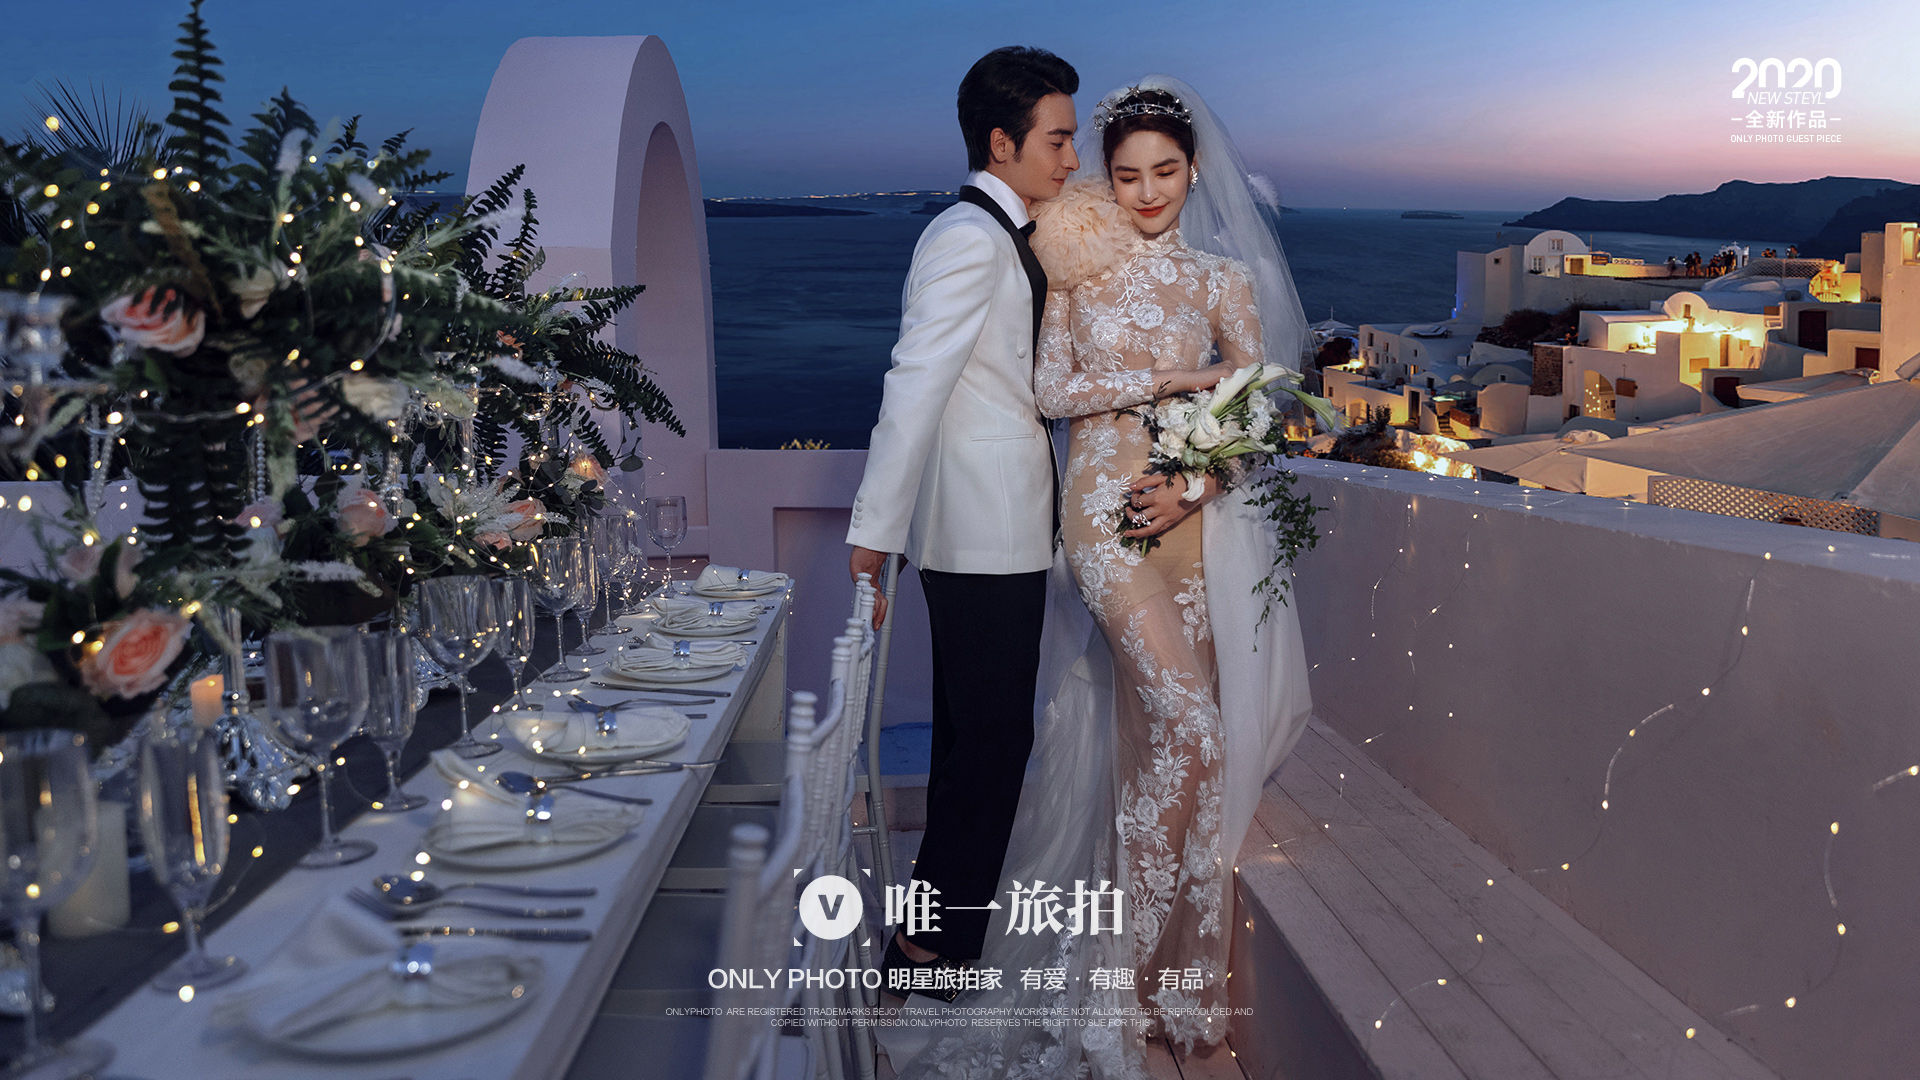 2020
NEW STEYL
全新作品
ONLY PHOTO GUEST PIECE
V 唯一旅拍
ONLY PHOTO 明星旅拍家 有爱·有趣·有品
ONLYPHOTO ARE REGISTERED TRADEMARKS.BEJOY TRAVEL PHOTOGRAPHY WORKS ARE NOT ALLOWED TO BE REPRODUCED AND
COPIED WITHOUT PERMISSION.ONLYPHOTO RESERVES THE RIGHT TO SUE FOR THIS